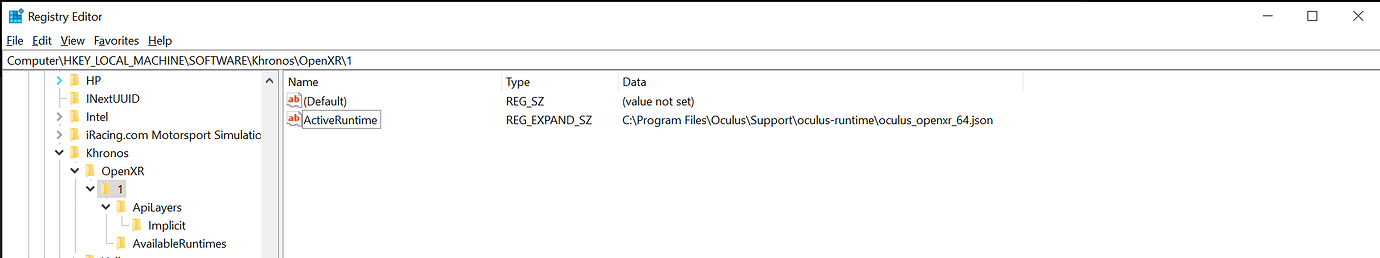 Registry Editor
File Edit View Favorites Help
Computer\HKEY_LOCAL_MACHINE\SOFTWARE\Khronos\OpenXR\1
HP
INextUUID
Intel
iRacing.com Motorsport Simulatio
Khronos
OpenXR
1
ApiLayers
Implicit
AvailableRuntimes
Name Type Data
ab (Default) REG_SZ (value not set)
ab ActiveRuntime REG_EXPAND_SZ C:\Program Files\Oculus\Support\oculus-runtime\oculus_openxr_64.json